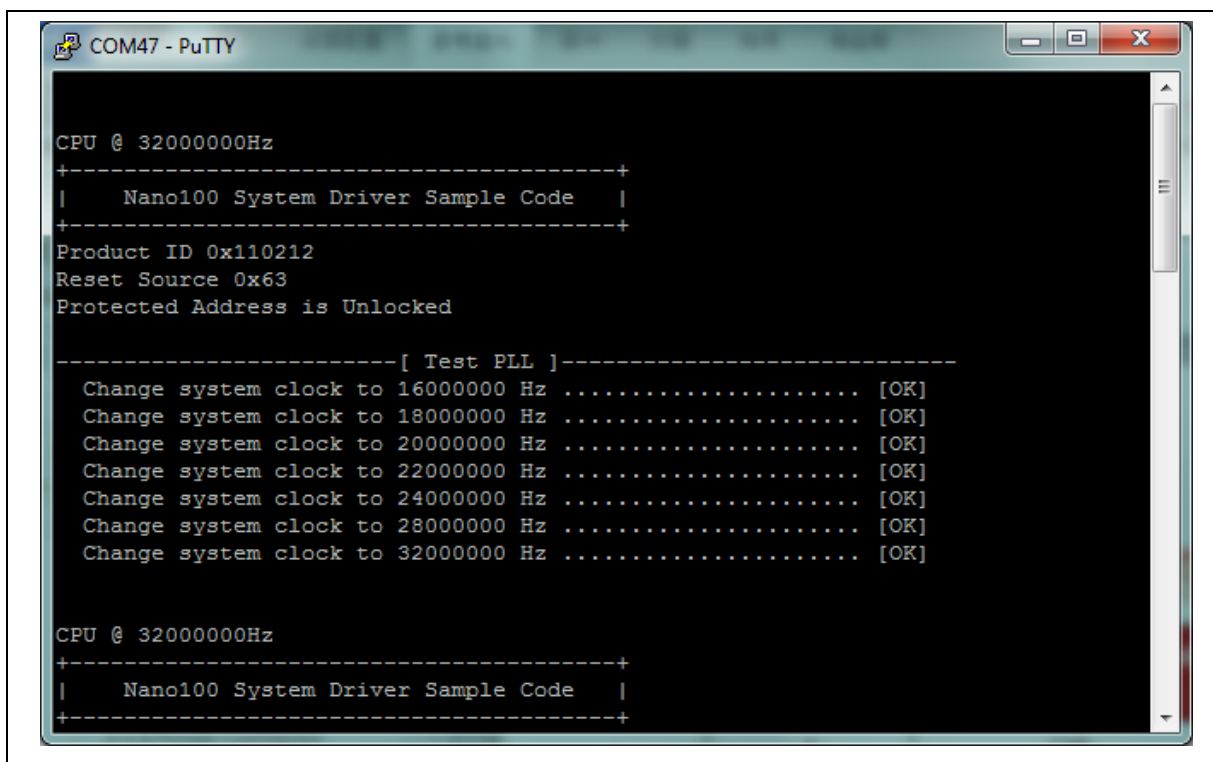 COM47 - PuTTY
CPU @ 32000000Hz
+----------------------------------------+
|    Nano100 System Driver Sample Code   |
+----------------------------------------+
Product ID 0x110212
Reset Source 0x63
Protected Address is Unlocked
-------------------------[ Test PLL ]-----------------------------
  Change system clock to 16000000 Hz ...................... [OK]
  Change system clock to 18000000 Hz ...................... [OK]
  Change system clock to 20000000 Hz ...................... [OK]
  Change system clock to 22000000 Hz ...................... [OK]
  Change system clock to 24000000 Hz ...................... [OK]
  Change system clock to 28000000 Hz ...................... [OK]
  Change system clock to 32000000 Hz ...................... [OK]
CPU @ 32000000Hz
+----------------------------------------+
|    Nano100 System Driver Sample Code   |
+----------------------------------------+